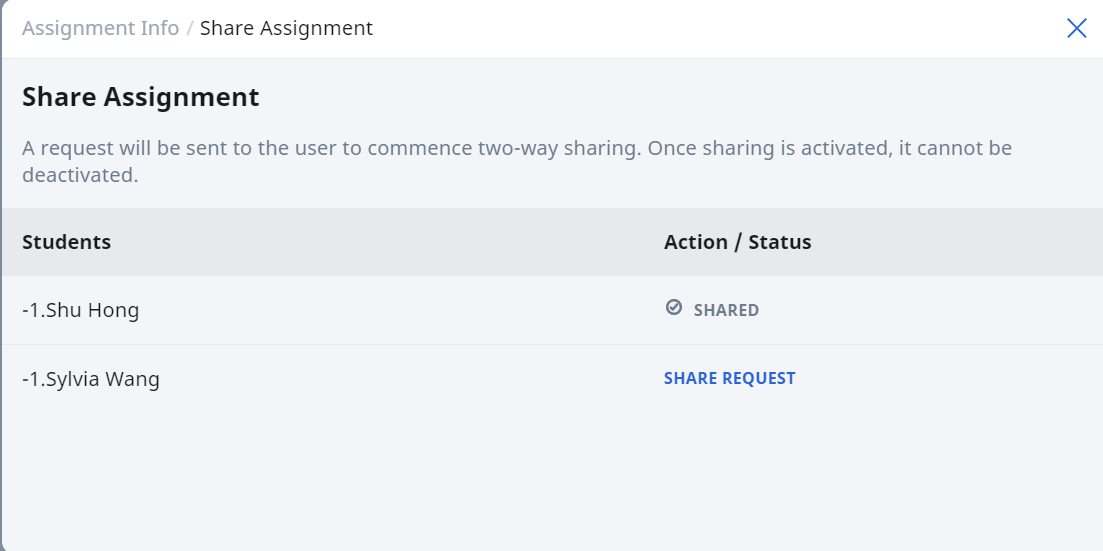 Assignment Info / Share Assignment
Share Assignment
A request will be sent to the user to commence two-way sharing. Once sharing is activated, it cannot be
deactivated.
Students Action / Status
-1.Shu Hong SHARED
-1.Sylvia Wang SHARE REQUEST